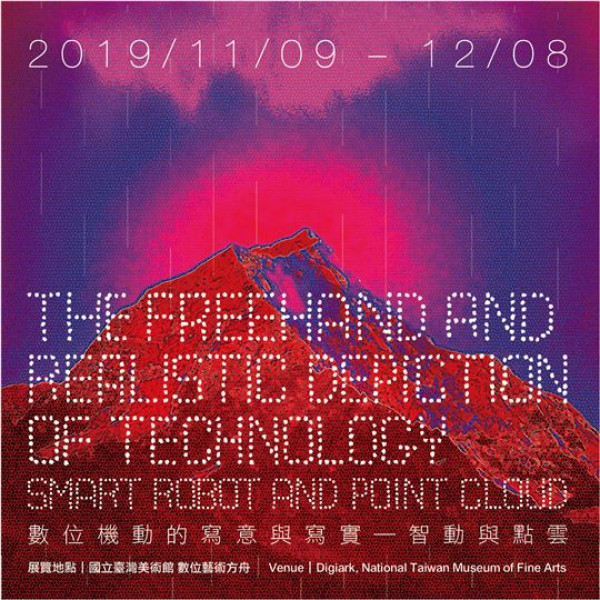 2019/11/09 – 12/08
THE FREEHAND AND
REALISTIC DEPICTION
OF TECHNOLOGY
SMART ROBOT AND POINT CLOUD
數位機動的寫意與寫實—智動與點雲
展覽地點|國立臺灣美術館 數位藝術方舟 | Venue | Digiark, National Taiwan Museum of Fine Arts